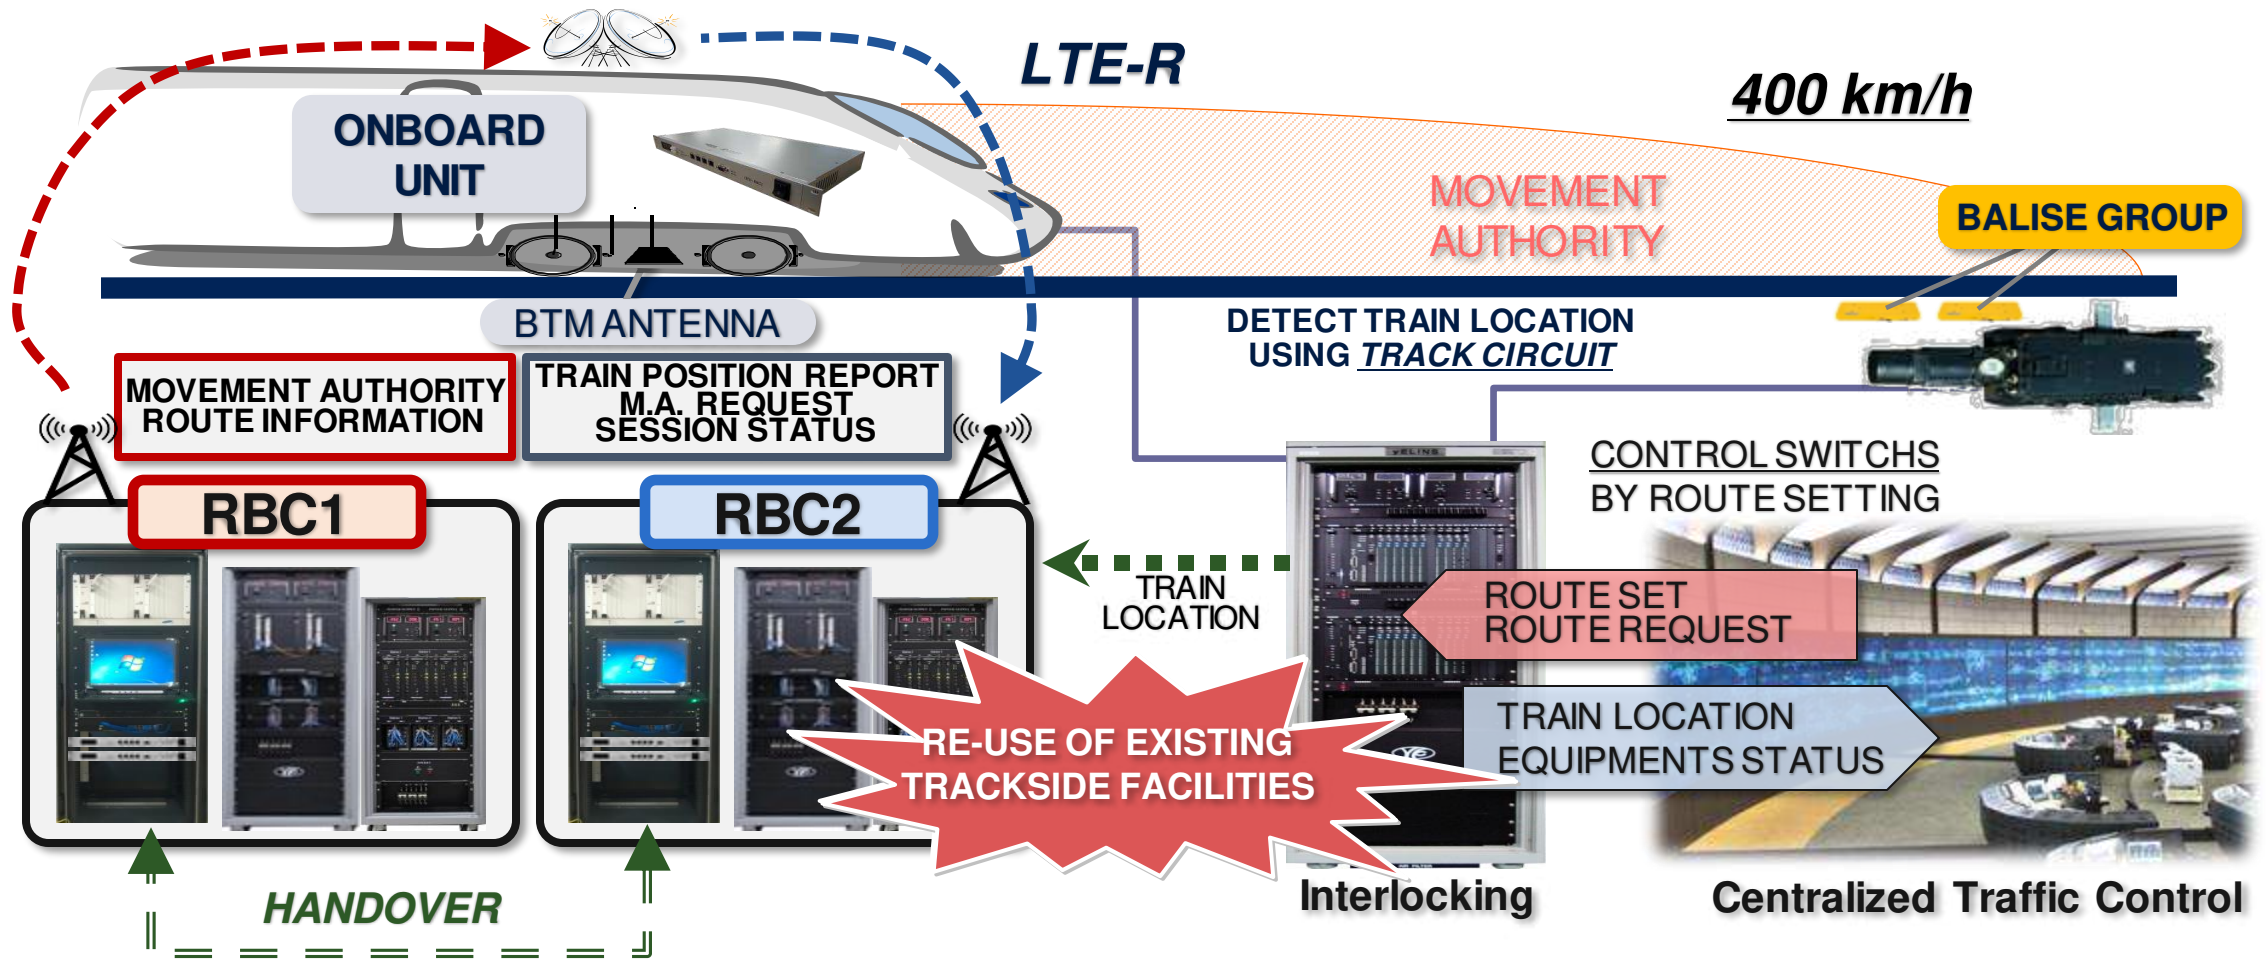 LTE-R
400 km/h
ONBOARD
UNIT
MOVEMENT
AUTHORITY
BALISE GROUP
BTM ANTENNA
DETECT TRAIN LOCATION
USING TRACK CIRCUIT
MOVEMENT AUTHORITY
ROUTE INFORMATION
TRAIN POSITION REPORT
M.A. REQUEST
SESSION STATUS
CONTROL SWITCHS
BY ROUTE SETTING
RBC1
RBC2
TRAIN
LOCATION
ROUTE SET
ROUTE REQUEST
TRAIN LOCATION
EQUIPMENTS STATUS
RE-USE OF EXISTING
TRACKSIDE FACILITIES
HANDOVER
Interlocking
Centralized Traffic Control